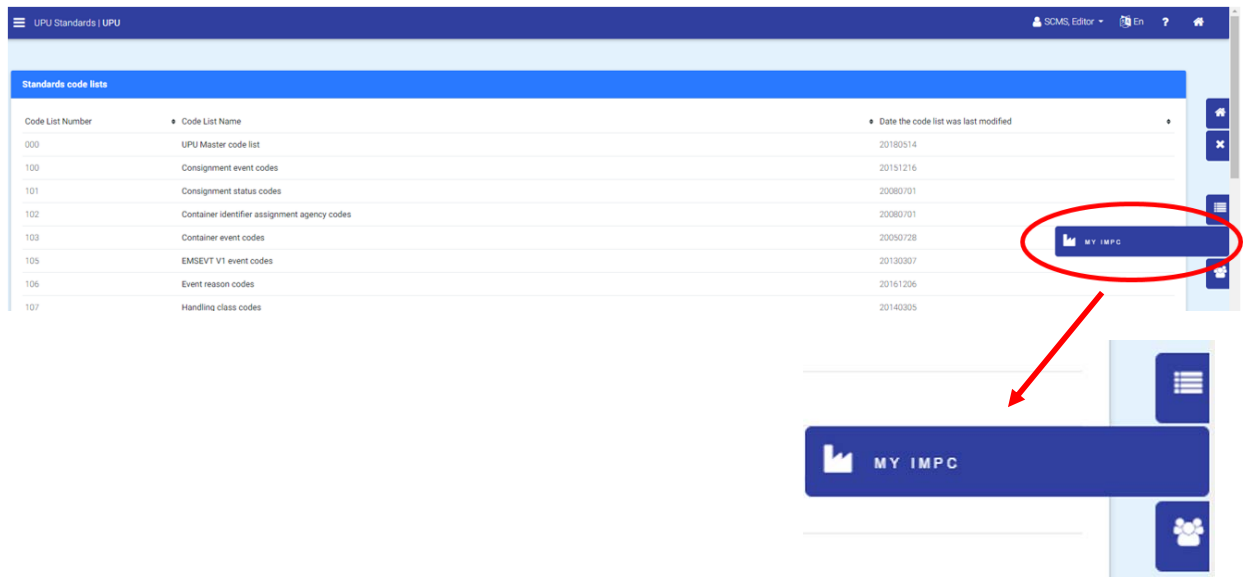 UPU Standards | UPU SCMS, Editor En ?
Standards code lists
Code List Number Code List Name Date the code list was last modified
000 UPU Master code list 20180514
100 Consignment event codes 20151216
101 Consignment status codes 20080701
102 Container identifier assignment agency codes 20080701
103 Container event codes 20050728 MY IMPC
105 EMSEVT V1 event codes 20130307
106 Event reason codes 20161206
107 Handling class codes 20140305
MY IMPC